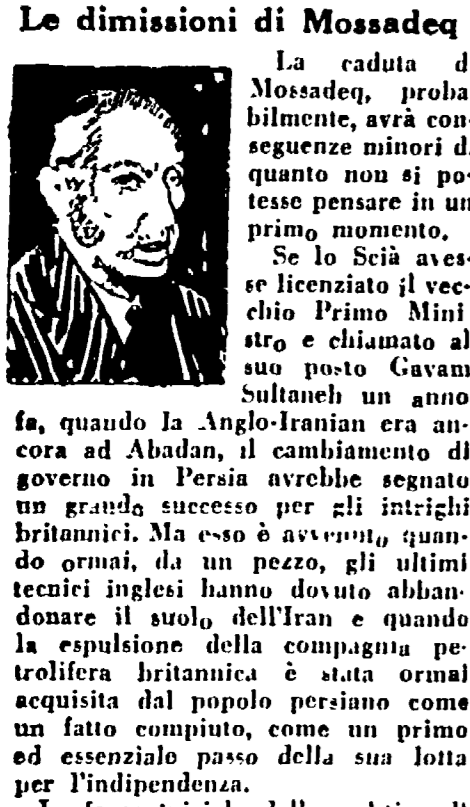 Le dimissioni di Mossadeq
La caduta d
Mossadeq, proba
bilmente, avrà con-
seguenze minori d
quanto non si po-
tesse pensare in un
primo momento.
Se lo Scià aves-
se licenziato il vec-
chio Primo Mini
stro e chiamato al
suo posto Gavam
Sultaneh un anno
fa, quando la Anglo-Iranian era an-
cora ad Abadan, il cambiamento di
governo in Persia avrebbe segnato
un grande successo per gli intrighi
britannici. Ma esso è avvenuto quan-
do ormai, da un pezzo, gli ultimi
tecnici inglesi hanno dovuto abban-
donare il suolo dell'Iran e quando
la espulsione della compagnia pe-
trolifera britannica è stata ormai
acquisita dal popolo persiano come
un fatto compiuto, come un primo
ed essenziale passo della sua lotta
per l'indipendenza.